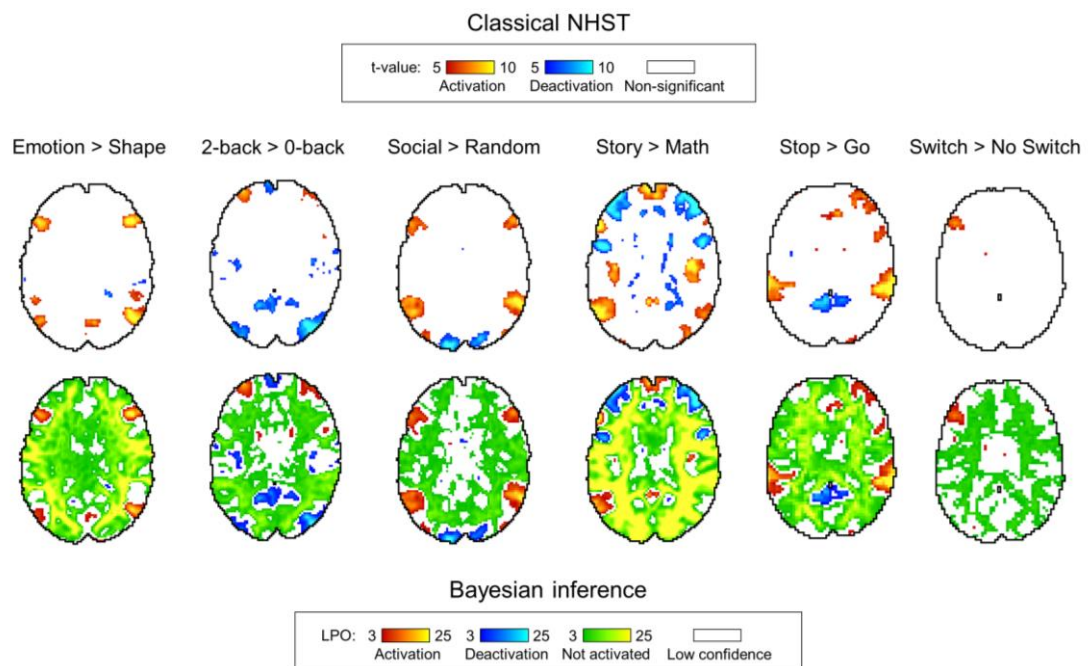 Classical NHST
t-value: 5 10 5 10
Activation Deactivation Non-significant
Emotion > Shape 2-back > 0-back Social > Random Story > Math Stop > Go Switch > No Switch
Bayesian inference
LPO: 3 25 3 25 3 25
Activation Deactivation Not activated Low confidence